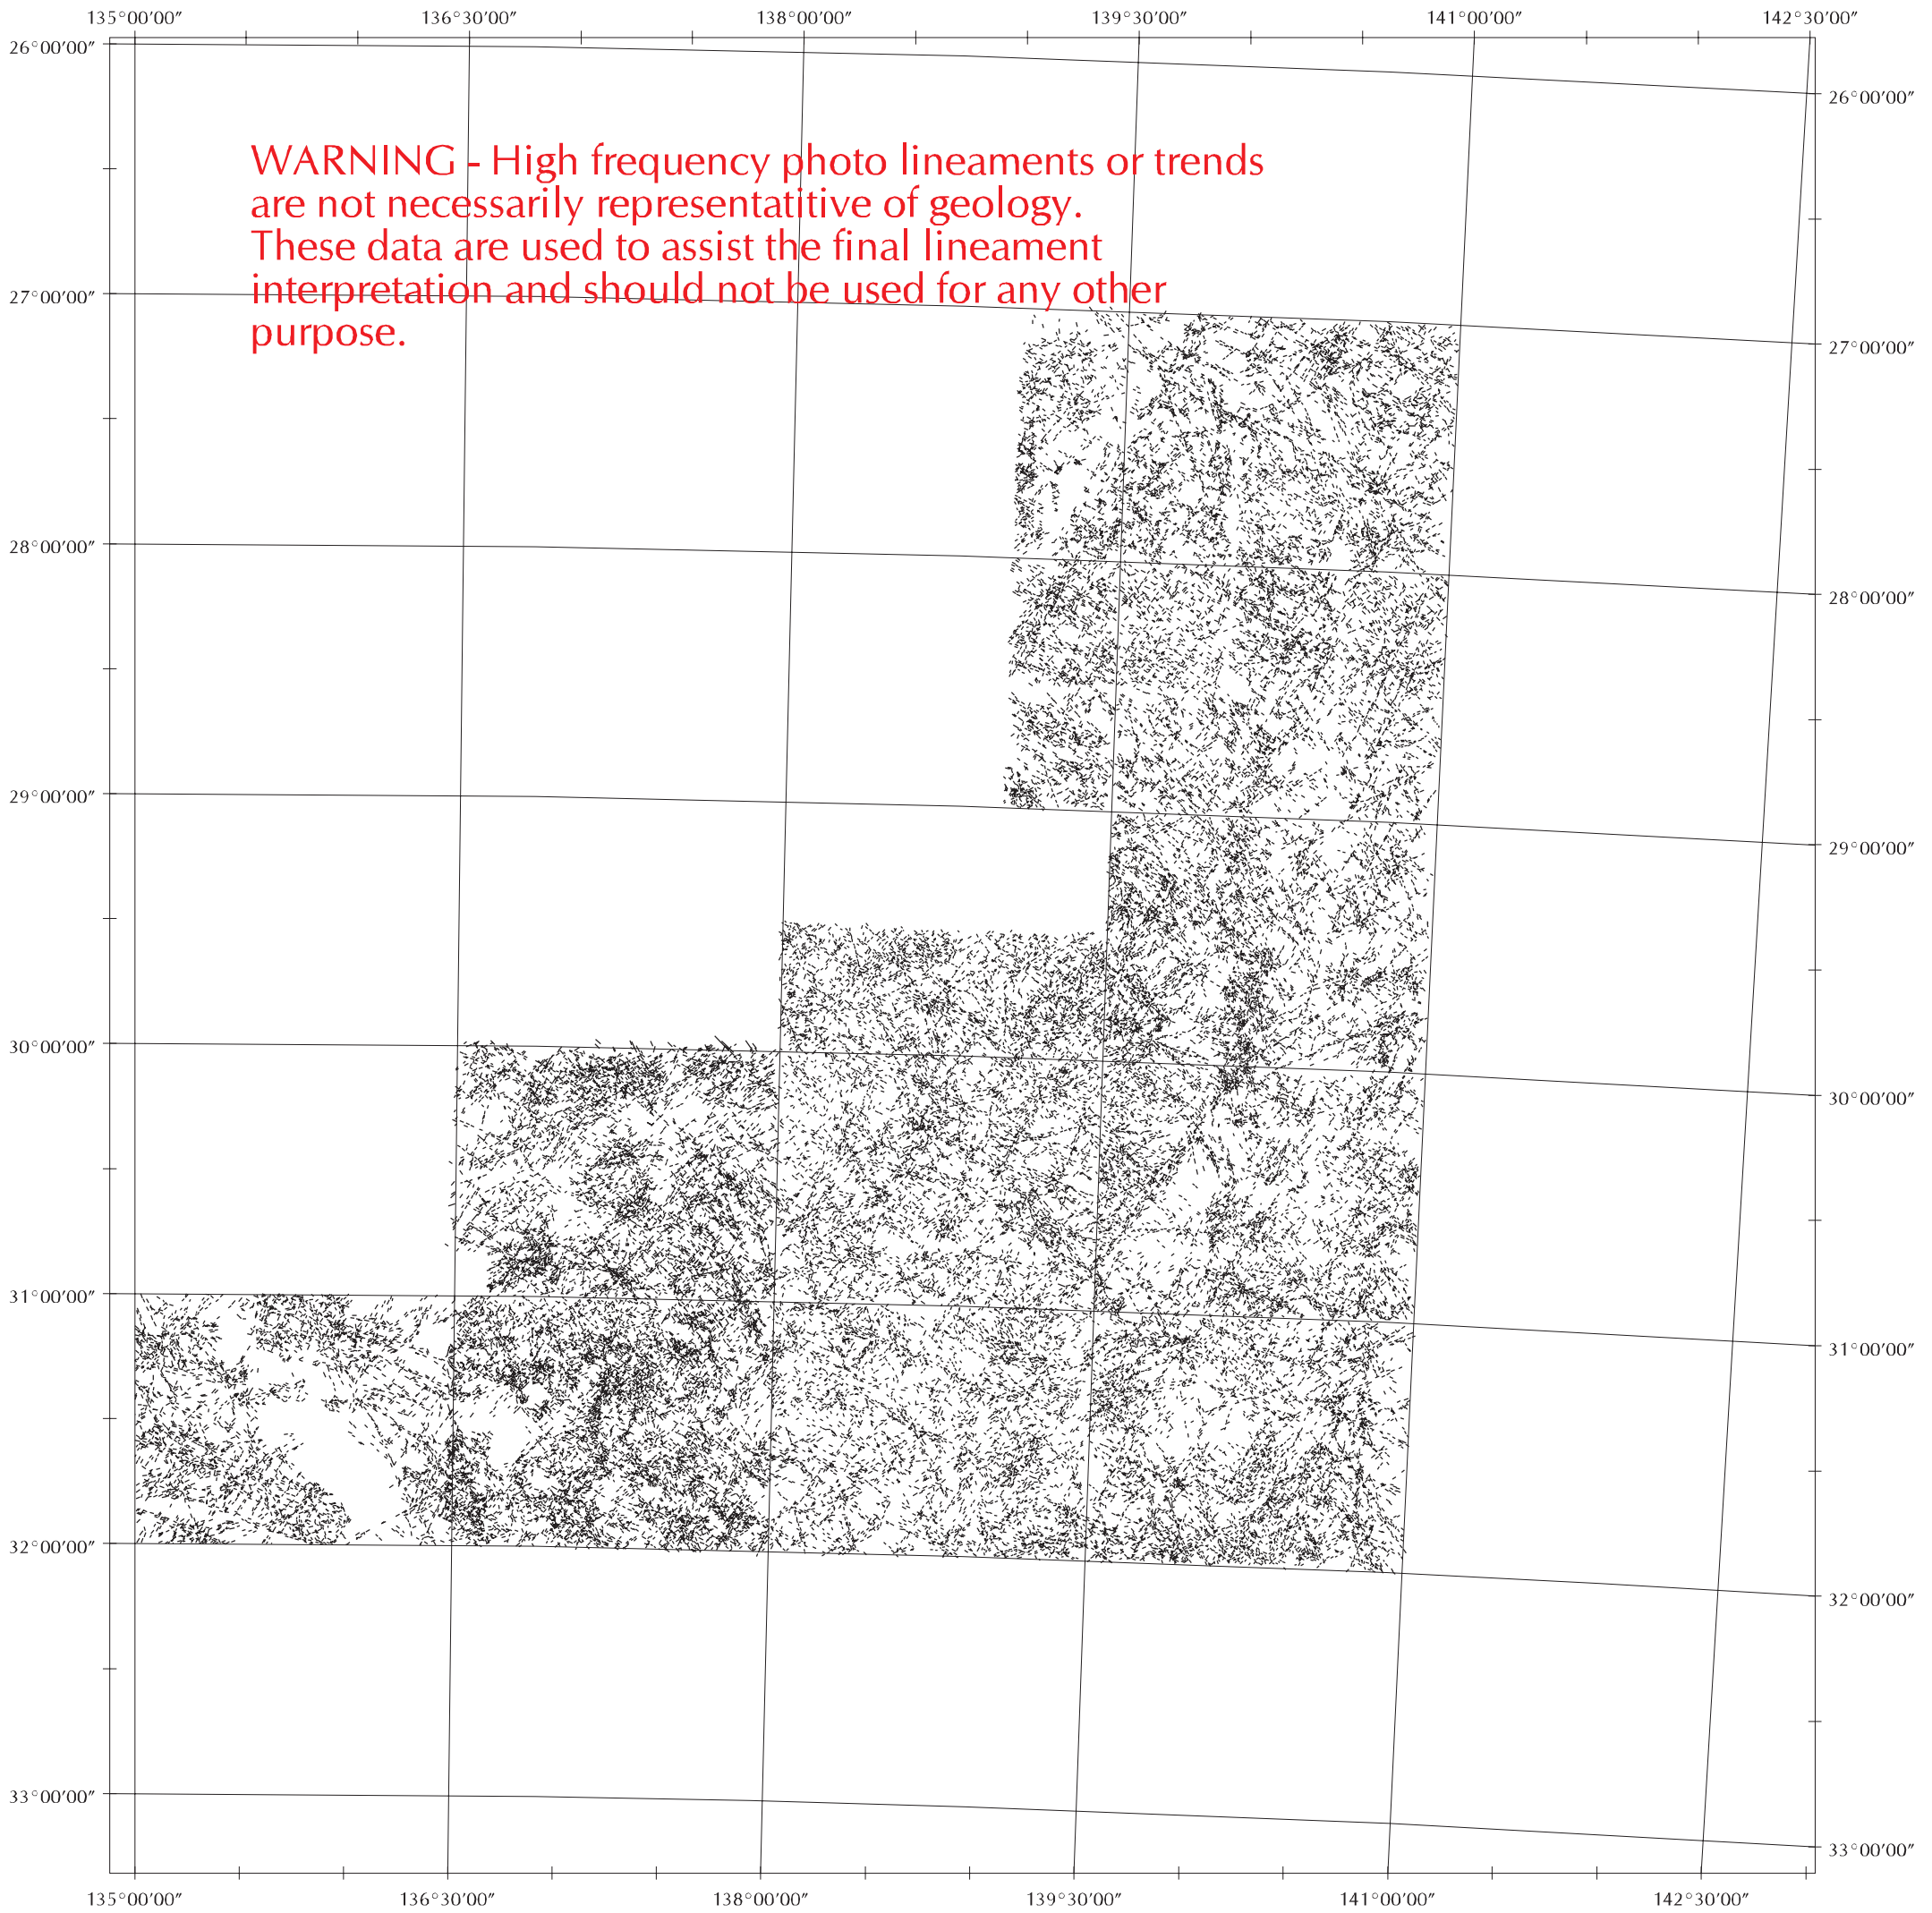 135°00′00″ 136°30′00″ 138°00′00″ 139°30′00″ 141°00′00″ 142°30′00″
26°00′00″
26°00′00″
WARNING - High frequency photo lineaments or trends
are not necessarily representatitive of geology.
These data are used to assist the final lineament
interpretation and should not be used for any other
purpose.
27°00′00″
27°00′00″
28°00′00″
28°00′00″
29°00′00″
29°00′00″
30°00′00″
30°00′00″
31°00′00″
31°00′00″
32°00′00″
32°00′00″
33°00′00″
33°00′00″
135°00′00″ 136°30′00″ 138°00′00″ 139°30′00″ 141°00′00″ 142°30′00″